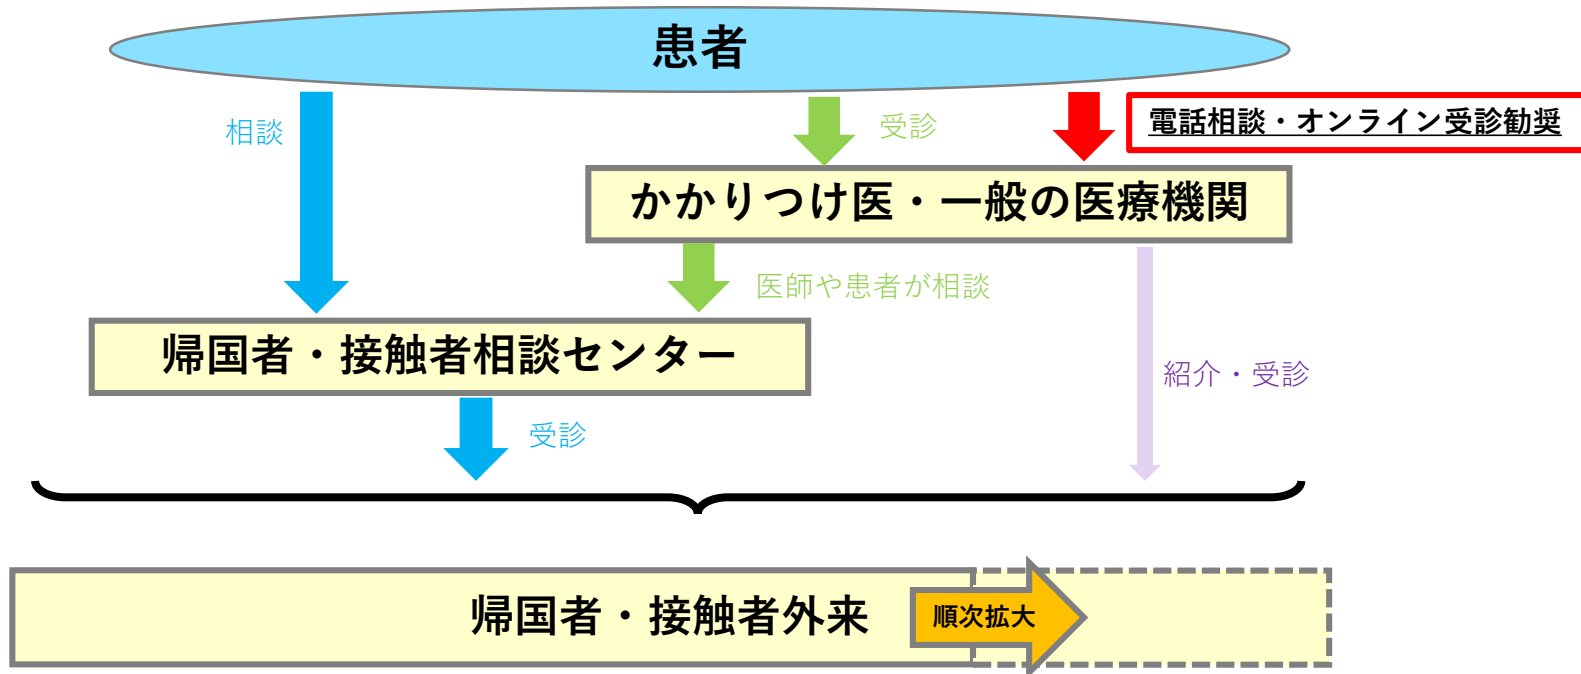 患者
相談
受診
電話相談・オンライン受診勧奨
かかりつけ医・一般の医療機関
医師や患者が相談
帰国者・接触者相談センター
紹介・受診
受診
帰国者・接触者外来
順次拡大